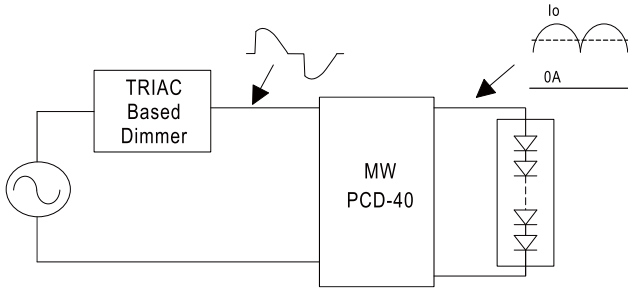 Io
0A
TRIAC
Based
Dimmer
MW
PCD-40